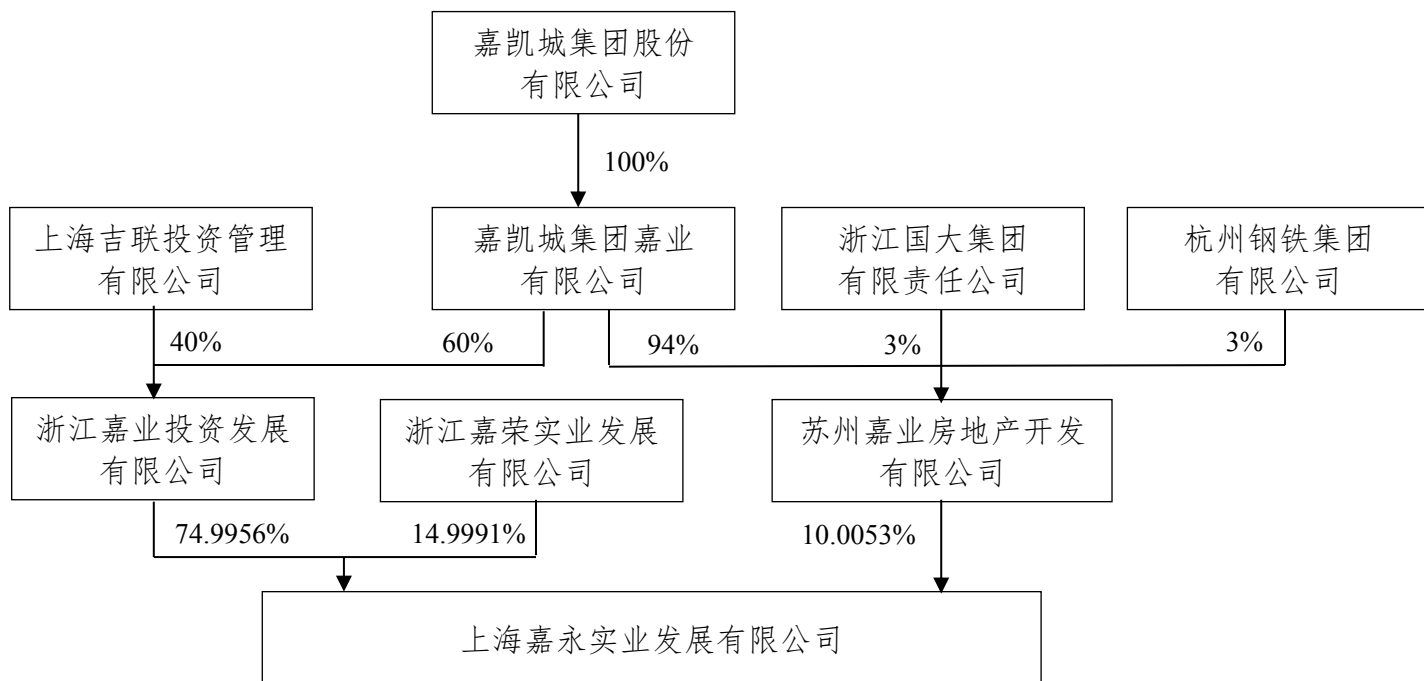 嘉凯城集团股份
有限公司
100%
上海吉联投资管理
有限公司
嘉凯城集团嘉业
有限公司
浙江国大集团
有限责任公司
杭州钢铁集团
有限公司
40%
60%
94%
3%
3%
浙江嘉业投资发展
有限公司
浙江嘉荣实业发展
有限公司
苏州嘉业房地产开发
有限公司
74.9956%
14.9991%
10.0053%
上海嘉永实业发展有限公司